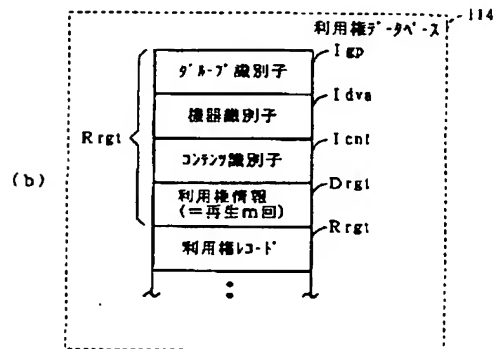 114
利用権データベース
Igp
グループ識別子
Idva
機器識別子
Icnt
Rrgt
コンテンツ識別子
Drgt
(b)
利用権情報
(=再生m回)
Rrgt
利用権レコード